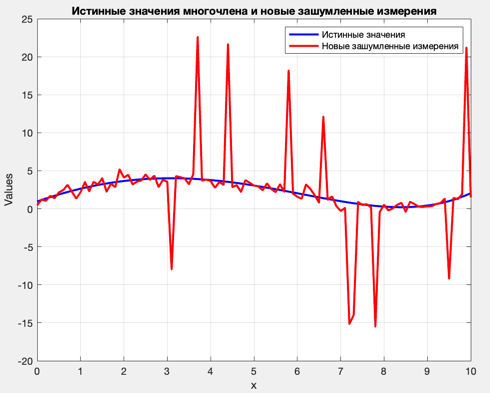 Истинные значения многочлена и новые зашумленные измерения
Истинные значения
Новые зашумленные измерения
Values
25
20
15
10
5
0
-5
-10
-15
-20
0 1 2 3 4 5 6 7 8 9 10
x